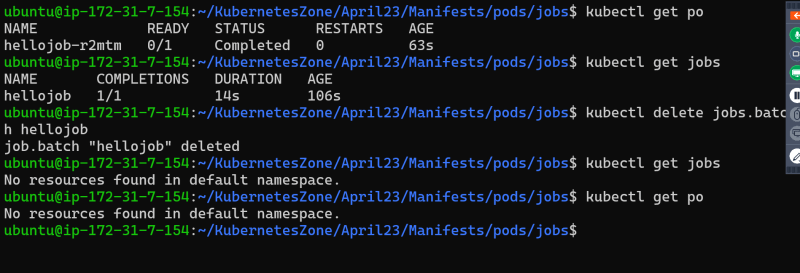 ubuntu@ip-172-31-7-154:~/KubernetesZone/April23/Manifests/pods/jobs$ kubectl get po
NAME             READY   STATUS      RESTARTS   AGE
hellojob-r2mtm   0/1     Completed   0          63s
ubuntu@ip-172-31-7-154:~/KubernetesZone/April23/Manifests/pods/jobs$ kubectl get jobs
NAME       COMPLETIONS   DURATION   AGE
hellojob   1/1           14s        106s
ubuntu@ip-172-31-7-154:~/KubernetesZone/April23/Manifests/pods/jobs$ kubectl delete jobs.batc
h hellojob
job.batch "hellojob" deleted
ubuntu@ip-172-31-7-154:~/KubernetesZone/April23/Manifests/pods/jobs$ kubectl get jobs
No resources found in default namespace.
ubuntu@ip-172-31-7-154:~/KubernetesZone/April23/Manifests/pods/jobs$ kubectl get po
No resources found in default namespace.
ubuntu@ip-172-31-7-154:~/KubernetesZone/April23/Manifests/pods/jobs$